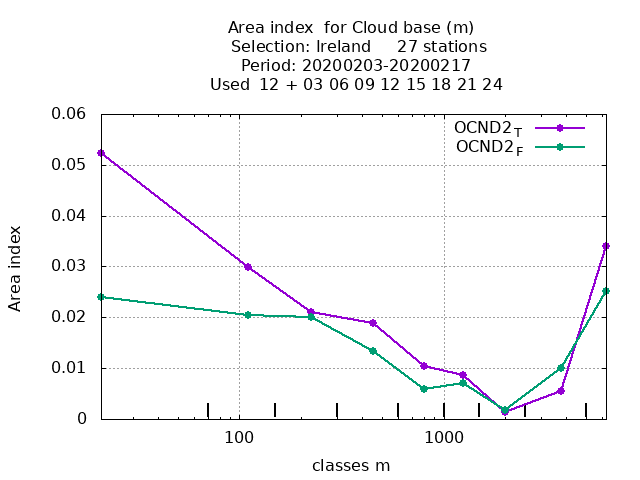 Area index  for Cloud base (m)
Selection: Ireland     27 stations
Period: 20200203-20200217
Used  12 + 03 06 09 12 15 18 21 24
0.06
OCND2_T
OCND2_F
0.05
0.04
0.03
0.02
0.01
0
Area index
100
1000
classes m